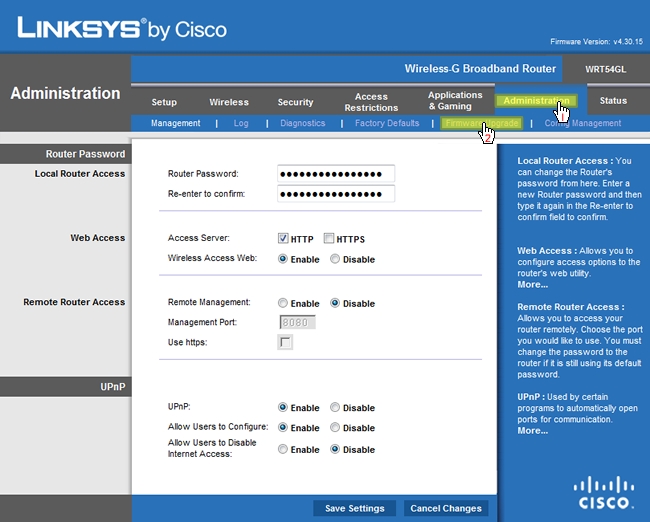 LINKSYS® by Cisco
Firmware Version: v4.30.15
Wireless-G Broadband Router WRT54GL
Administration
Setup Wireless Security Access Restrictions Applications & Gaming Administration Status
1
Management | Log | Diagnostics | Factory Defaults | Firmware Upgrade | Config Management
2
Router Password
Local Router Access
Router Password:
Re-enter to confirm:
Web Access
Access Server: HTTP HTTPS
Wireless Access Web: Enable Disable
Remote Router Access
Remote Management: Enable Disable
Management Port: 8080
Use https:
UPnP
UPnP: Enable Disable
Allow Users to Configure: Enable Disable
Allow Users to Disable
Internet Access: Enable Disable
Local Router Access : You
can change the Router's
password from here. Enter a
new Router password and then
type it again in the Re-enter to
confirm field to confirm.
Web Access : Allows you to
configure access options to the
router's web utility.
More...
Remote Router Access :
Allows you to access your
router remotely. Choose the port
you would like to use. You must
change the password to the
router if it is still using its default
password.
UPnP : Used by certain
programs to automatically open
ports for communication.
More...
Save Settings Cancel Changes
CISCO.